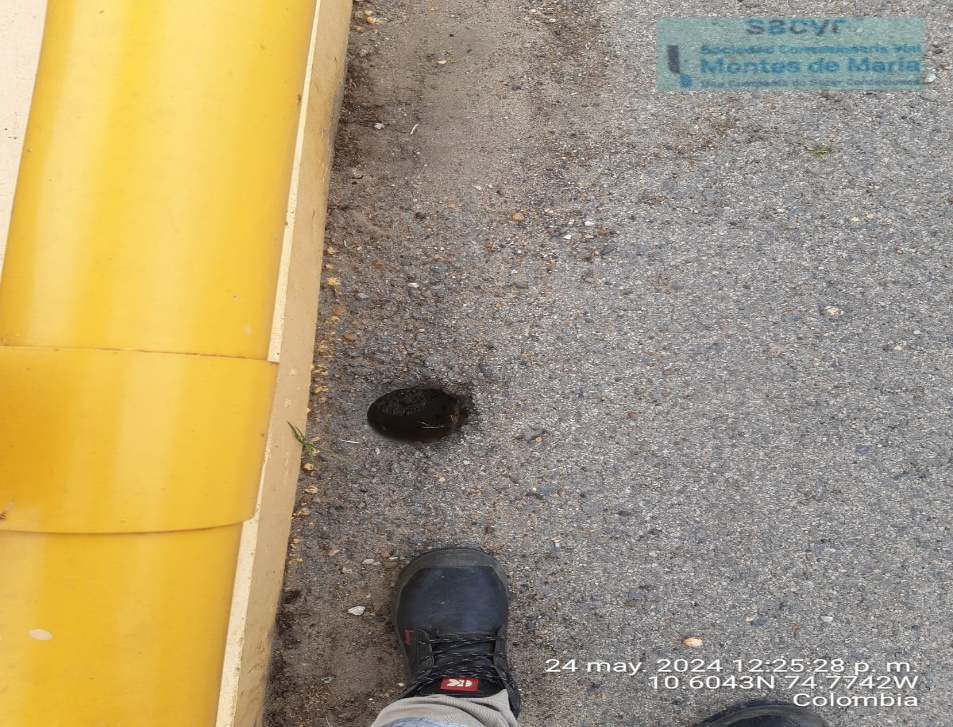 sacyr
Sociedad Concesionaria Vial
Montes de María
24 may. 2024 12:25:28 p. m.
10.6043N 74.7742W
Colombia